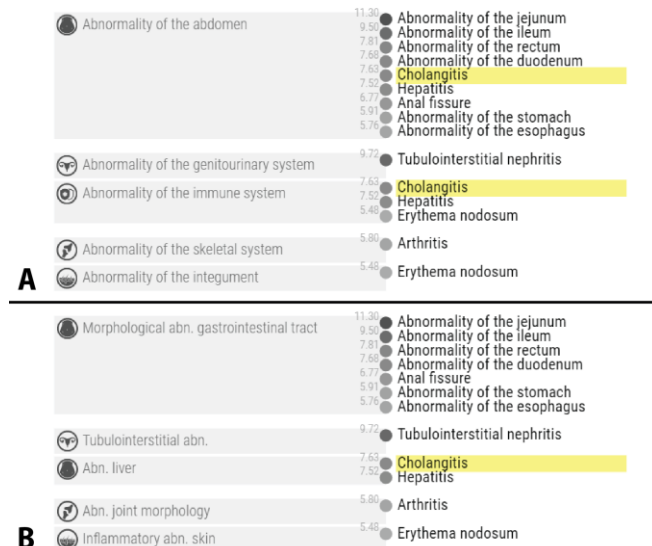 Abnormality of the abdomen
11.30 Abnormality of the jejunum
9.50 Abnormality of the ileum
7.81 Abnormality of the rectum
7.68 Abnormality of the duodenum
7.63 Cholangitis
7.52 Hepatitis
6.77 Anal fissure
5.91 Abnormality of the stomach
5.76 Abnormality of the esophagus
Abnormality of the genitourinary system 9.72 Tubulointerstitial nephritis
Abnormality of the immune system 7.63 Cholangitis
7.52 Hepatitis
5.48 Erythema nodosum
Abnormality of the skeletal system 5.80 Arthritis
A Abnormality of the integument 5.48 Erythema nodosum
Morphological abn. gastrointestinal tract 11.30 Abnormality of the jejunum
9.50 Abnormality of the ileum
7.81 Abnormality of the rectum
7.68 Abnormality of the duodenum
6.77 Anal fissure
5.91 Abnormality of the stomach
5.76 Abnormality of the esophagus
Tubulointerstitial abn. 9.72 Tubulointerstitial nephritis
Abn. liver 7.63 Cholangitis
7.52 Hepatitis
Abn. joint morphology 5.80 Arthritis
B Inflammatory abn. skin 5.48 Erythema nodosum